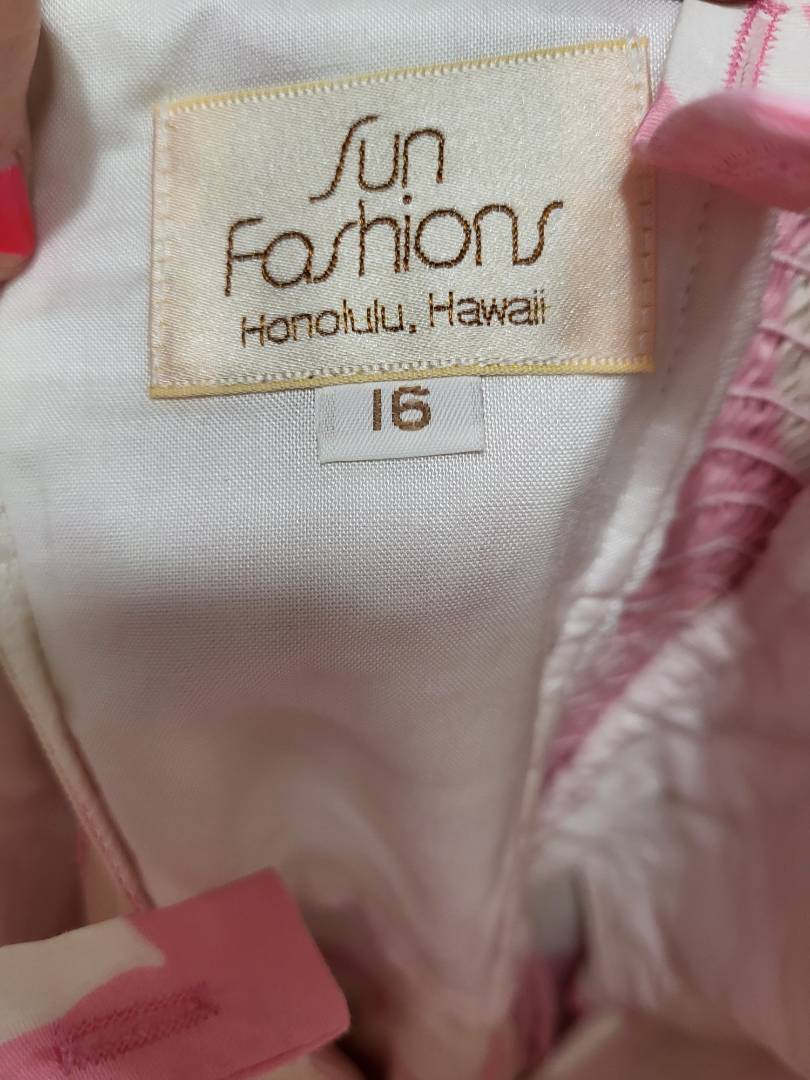 Sun
Fashions
Honolulu, Hawaii
16